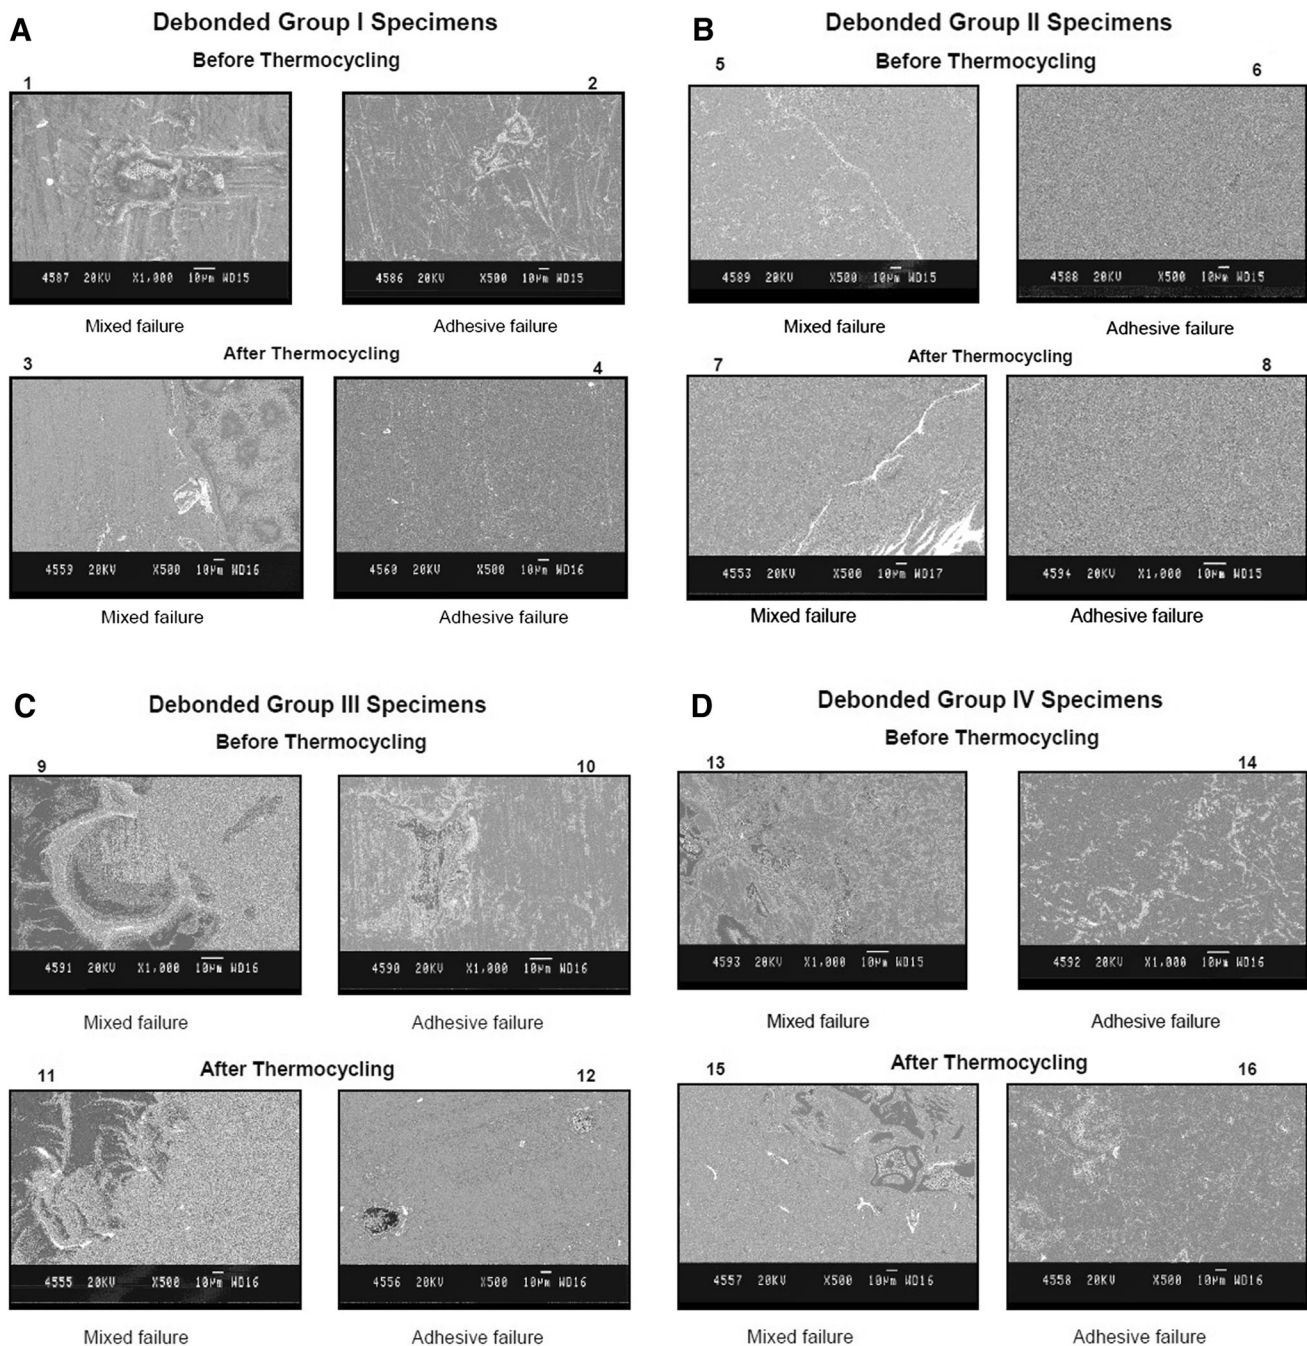 A
Debonded Group I Specimens
Before Thermocycling
1
2
4587 20KV X1,000 10µm WD15
4586 20KV X500 10µm WD15
Mixed failure
Adhesive failure
After Thermocycling
3
4
4559 20KV X500 10µm WD16
4560 20KV X500 10µm WD16
Mixed failure
Adhesive failure
B
Debonded Group II Specimens
Before Thermocycling
5
6
4589 20KV X500 10µm WD15
4588 20KV X500 10µm WD15
Mixed failure
Adhesive failure
After Thermocycling
7
8
4553 20KV X500 10µm WD17
4594 20KV X1,000 10µm WD15
Mixed failure
Adhesive failure
C
Debonded Group III Specimens
Before Thermocycling
9
10
4591 20KV X1,000 10µm WD16
4590 20KV X1,000 10µm WD16
Mixed failure
Adhesive failure
After Thermocycling
11
12
4555 20KV X500 10µm WD16
4556 20KV X500 10µm WD16
Mixed failure
Adhesive failure
D
Debonded Group IV Specimens
Before Thermocycling
13
14
4593 20KV X1,000 10µm WD15
4592 20KV X1,000 10µm WD16
Mixed failure
Adhesive failure
After Thermocycling
15
16
4557 20KV X500 10µm WD16
4558 20KV X500 10µm WD16
Mixed failure
Adhesive failure